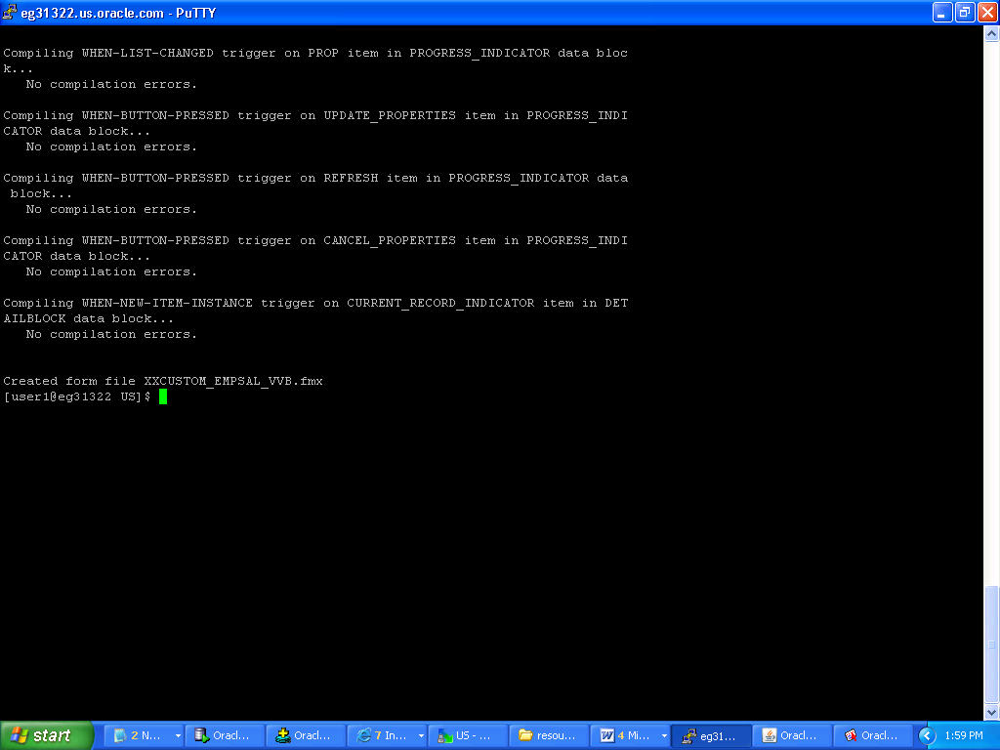 eg31322.us.oracle.com - PuTTY
Compiling WHEN-LIST-CHANGED trigger on PROP item in PROGRESS_INDICATOR data bloc
k...
   No compilation errors.
Compiling WHEN-BUTTON-PRESSED trigger on UPDATE_PROPERTIES item in PROGRESS_INDI
CATOR data block...
   No compilation errors.
Compiling WHEN-BUTTON-PRESSED trigger on REFRESH item in PROGRESS_INDICATOR data
 block...
   No compilation errors.
Compiling WHEN-BUTTON-PRESSED trigger on CANCEL_PROPERTIES item in PROGRESS_INDI
CATOR data block...
   No compilation errors.
Compiling WHEN-NEW-ITEM-INSTANCE trigger on CURRENT_RECORD_INDICATOR item in DET
AILBLOCK data block...
   No compilation errors.
Created form file XXCUSTOM_EMPSAL_VVB.fmx
[user1@eg31322 US]$
start 2 N... Oracl... Oracl... 7 In... US - ... resou... 4 Mi... eg31... Oracl... Oracl... 1:59 PM